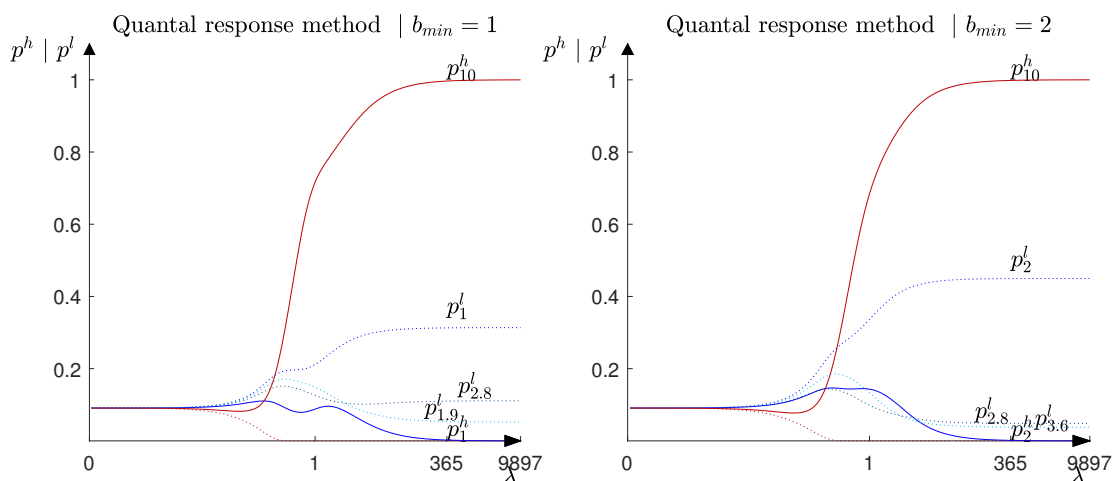 Quantal response method | b_min = 1
p^h | p^l
1
0.8
0.6
0.4
0.2
0
1
365
9897
λ
p^h_10
p^l_1
p^l_2.8
p^l_1.9
p^h_1
Quantal response method | b_min = 2
p^h | p^l
1
0.8
0.6
0.4
0.2
0
1
365
9897
λ
p^h_10
p^l_2
p^l_2.8
p^h_2
p^l_3.6